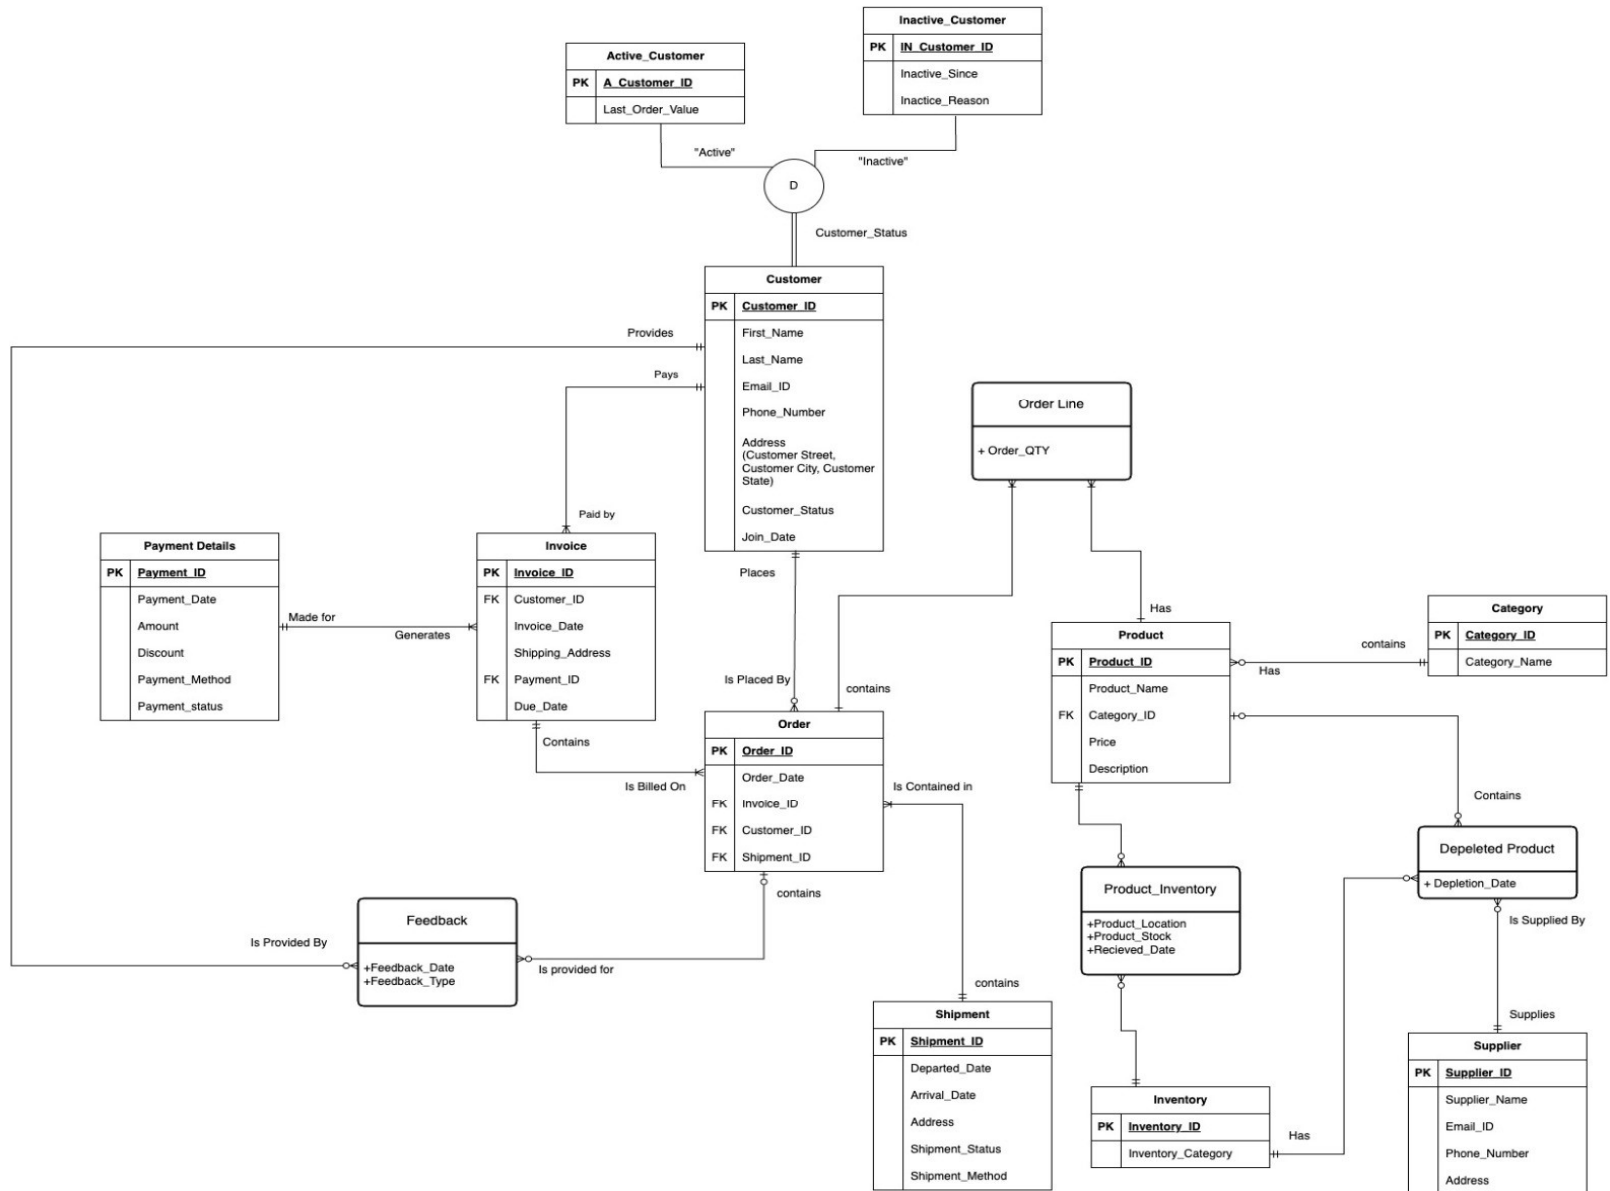 Inactive_Customer
PK IN_Customer_ID
Inactive_Since
Inactice_Reason
Active_Customer
PK A_Customer_ID
Last_Order_Value
"Active"
"Inactive"
D
Customer_Status
Customer
PK Customer_ID
First_Name
Last_Name
Email_ID
Phone_Number
Address
(Customer Street,
Customer City, Customer
State)
Customer_Status
Join_Date
Provides
Pays
Paid by
Places
Is Placed By
Order Line
+ Order_QTY
Payment Details
PK Payment_ID
Payment_Date
Amount
Discount
Payment_Method
Payment_status
Made for
Generates
Invoice
PK Invoice_ID
FK Customer_ID
Invoice_Date
Shipping_Address
FK Payment_ID
Due_Date
Contains
Is Billed On
contains
Order
PK Order_ID
Order_Date
FK Invoice_ID
FK Customer_ID
FK Shipment_ID
contains
Is Contained in
Has
Product
PK Product_ID
Product_Name
FK Category_ID
Price
Description
contains
Has
Category
PK Category_ID
Category_Name
Contains
Depeleted Product
+ Depletion_Date
Is Supplied By
Product_Inventory
+Product_Location
+Product_Stock
+Recieved_Date
Feedback
+Feedback_Date
+Feedback_Type
Is Provided By
Is provided for
contains
Shipment
PK Shipment_ID
Departed_Date
Arrival_Date
Address
Shipment_Status
Shipment_Method
Inventory
PK Inventory_ID
Inventory_Category
Has
Supplies
Supplier
PK Supplier_ID
Supplier_Name
Email_ID
Phone_Number
Address